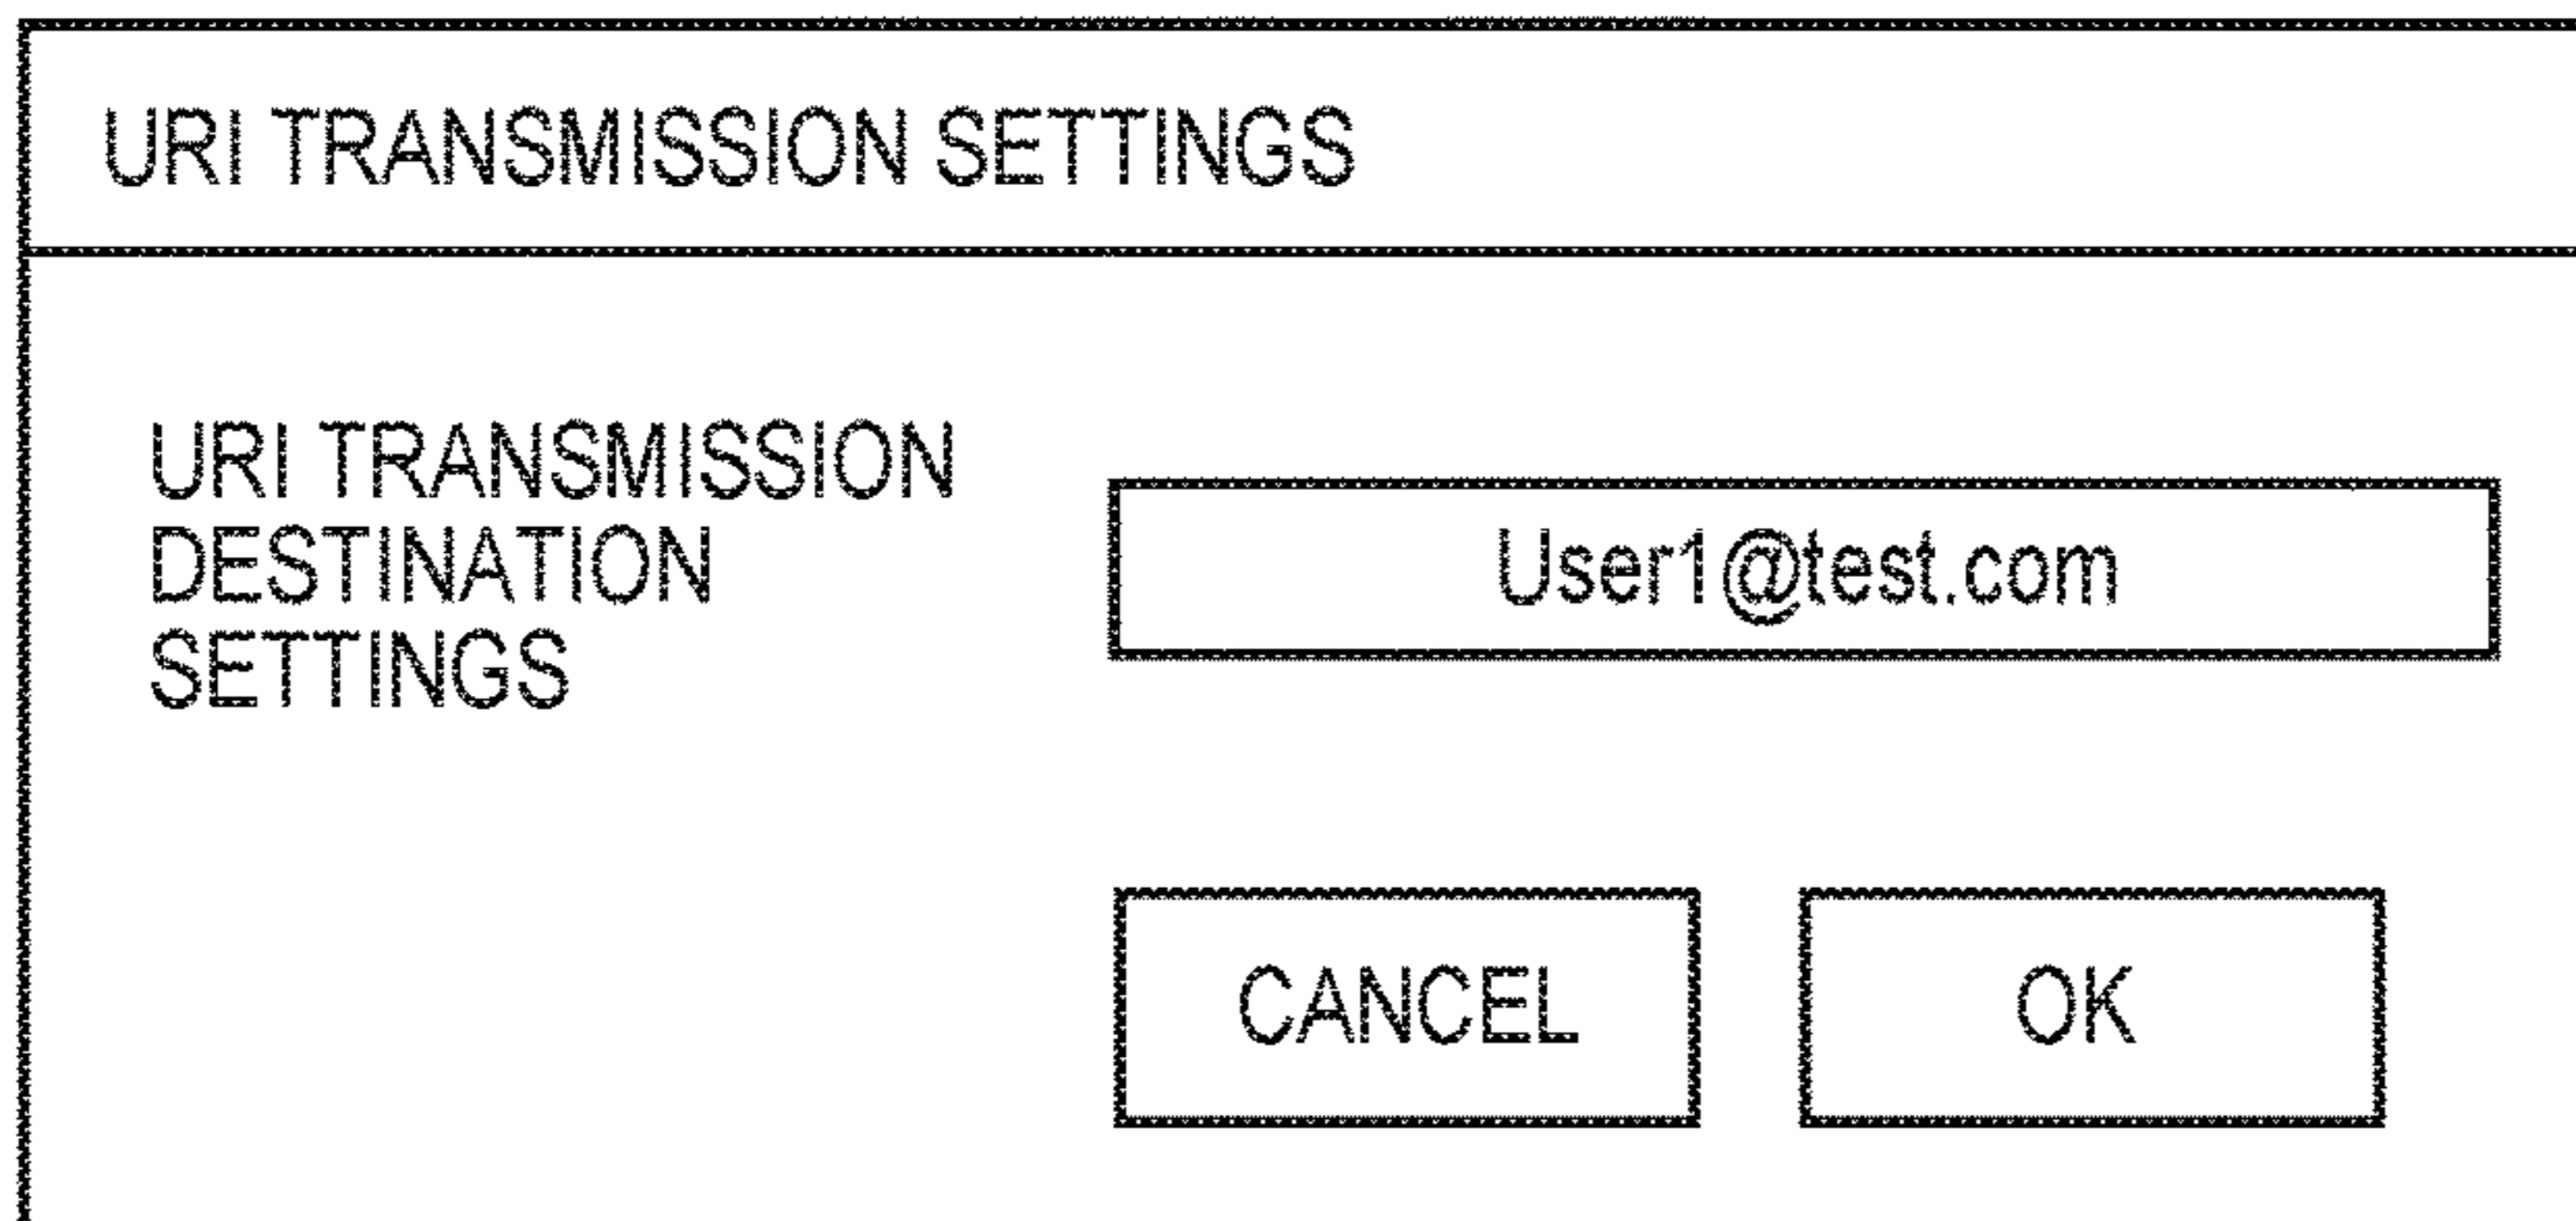 URI TRANSMISSION SETTINGS
URI TRANSMISSION
DESTINATION
SETTINGS
User1@test.com
CANCEL
OK